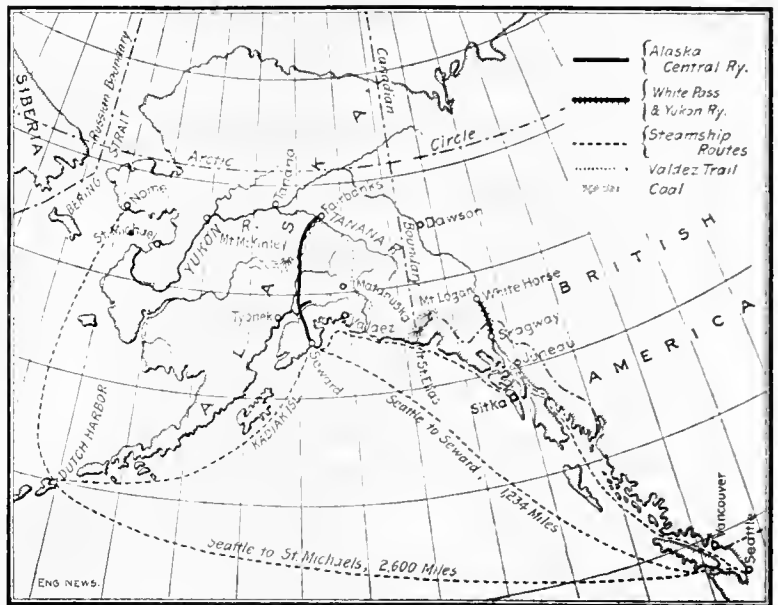 Alaska
Central Ry.
White Pass
& Yukon Ry.
Steamship
Routes
Valdez Trail
Coal
SIBERIA
Russian Boundary
BERING
STRAIT
Arctic
Circle
Canadian
Boundary
ALASKA
Nome
St. Michael
Tanana
YUKON R.
Mt McKinley
Fairbanks
TANANA R.
Dawson
BRITISH
AMERICA
Matanuska
Mt Logan
White Horse
Tyonek
Valdez
Seward
Mt St Elias
Skagway
Juneau
Sitka
KADIAK ISL.
DUTCH HARBOR
Seattle to Seward
1,234 Miles
Seattle to St. Michaels, 2,600 Miles
Vancouver
Seattle
ENG NEWS.